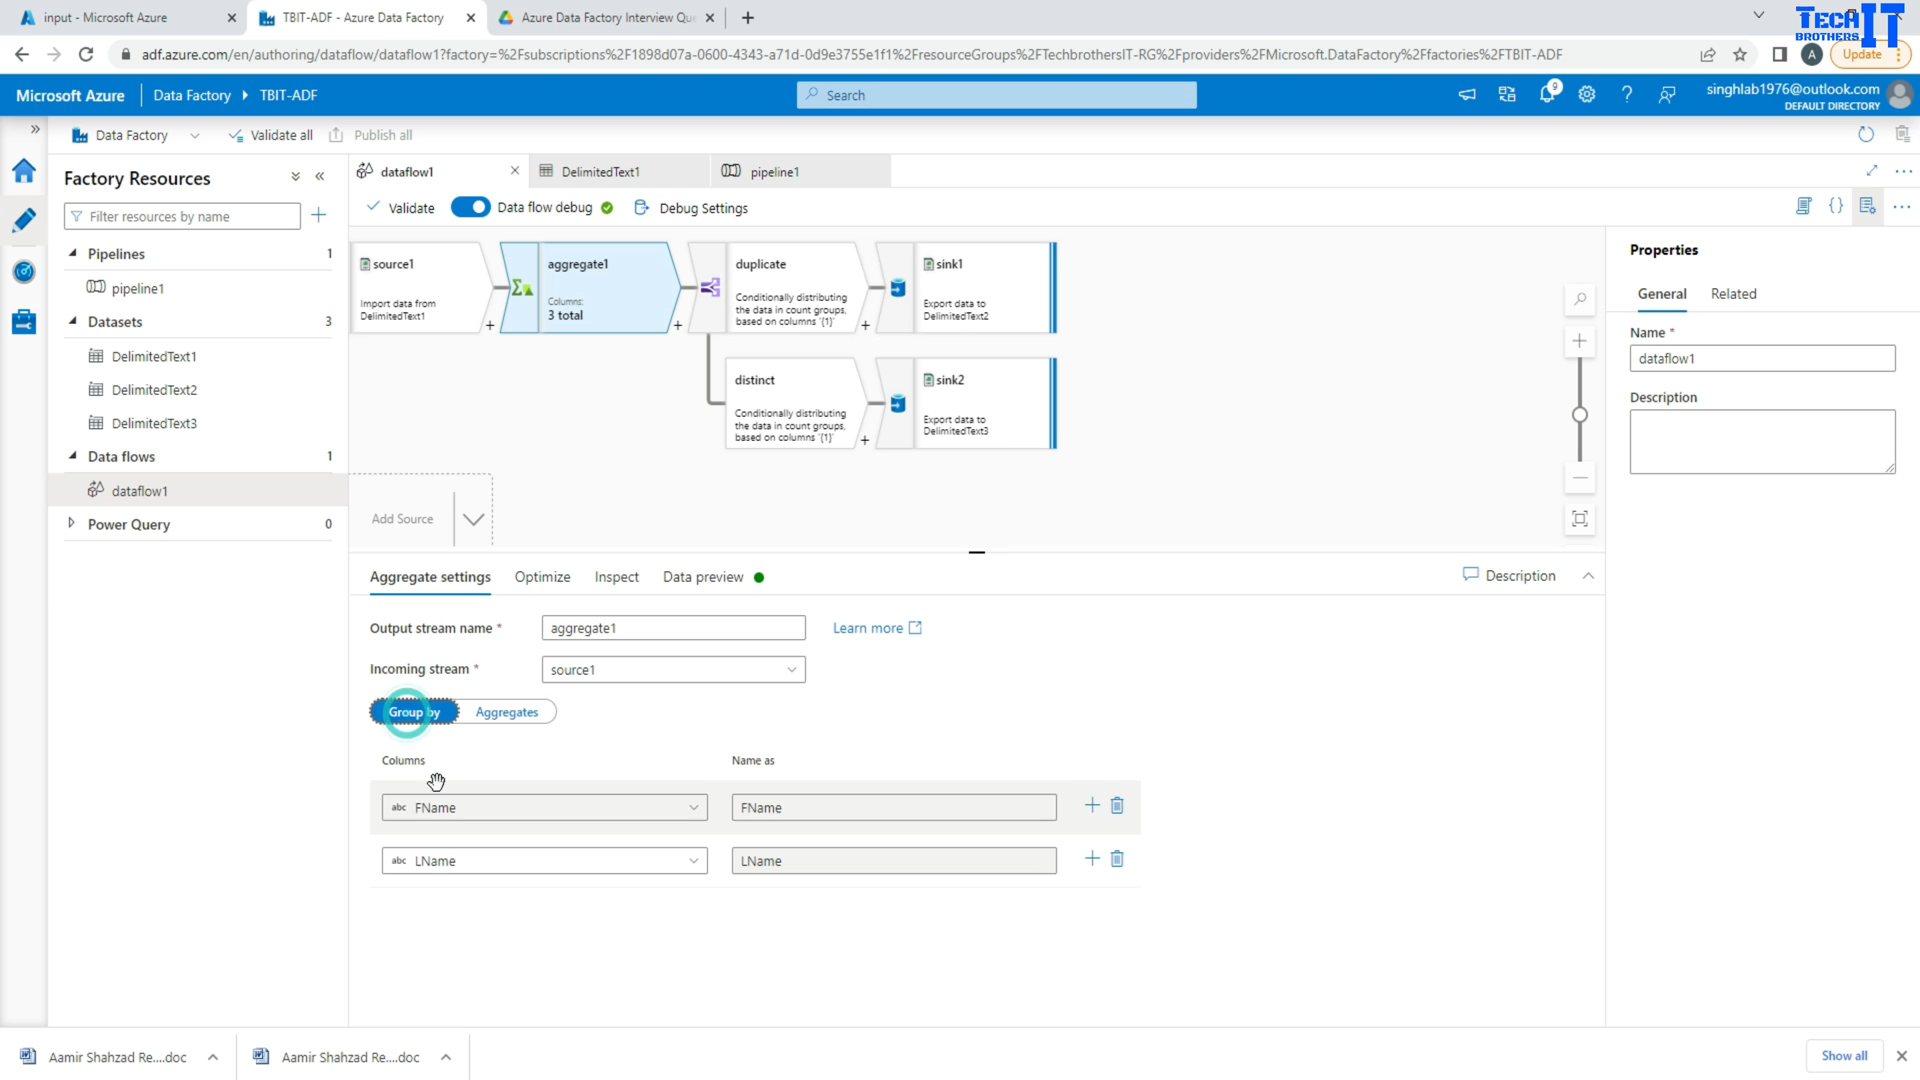 input - Microsoft Azure
TBIT-ADF - Azure Data Factory
Azure Data Factory Interview Que
TECH
BROTHERS
IT
adf.azure.com/en/authoring/dataflow/dataflow1?factory=%2Fsubscriptions%2F1898d07a-0600-4343-a71d-0d9e3755e1f1%2FresourceGroups%2FTechbrothersIT-RG%2Fproviders%2FMicrosoft.DataFactory%2Ffactories%2FTBIT-ADF
A
Update
Microsoft Azure
Data Factory
TBIT-ADF
Search
9
singhlab1976@outlook.com
DEFAULT DIRECTORY
Data Factory
Validate all
Publish all
Factory Resources
Filter resources by name
Pipelines 1
pipeline1
Datasets 3
DelimitedText1
DelimitedText2
DelimitedText3
Data flows 1
dataflow1
Power Query 0
dataflow1
DelimitedText1
pipeline1
Validate
Data flow debug
Debug Settings
source1
Import data from
DelimitedText1
aggregate1
Columns:
3 total
duplicate
Conditionally distributing
the data in count groups,
based on columns '{1}'
sink1
Export data to
DelimitedText2
distinct
Conditionally distributing
the data in count groups,
based on columns '{1}'
sink2
Export data to
DelimitedText3
Add Source
Properties
General
Related
Name *
dataflow1
Description
Aggregate settings
Optimize
Inspect
Data preview
Description
Output stream name *
aggregate1
Learn more
Incoming stream *
source1
Group by
Aggregates
Columns
Name as
abc FName
FName
abc LName
LName
Aamir Shahzad Re....doc
Aamir Shahzad Re....doc
Show all